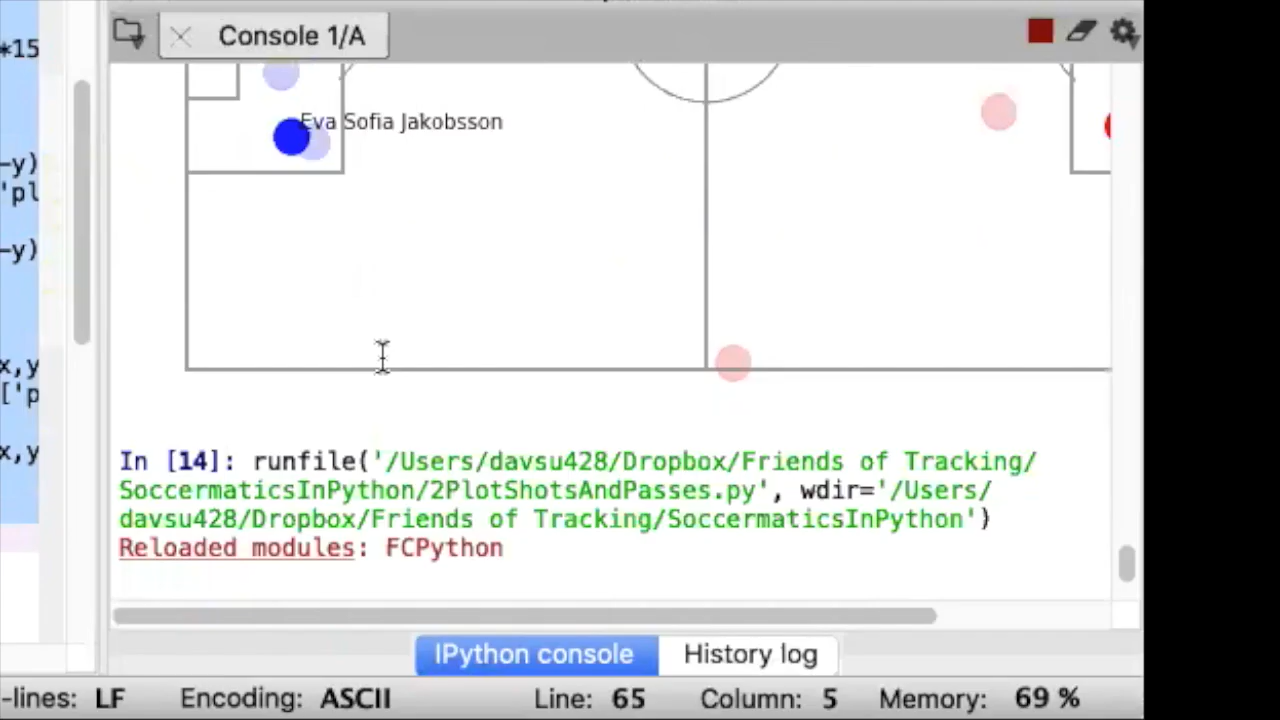 Console 1/A
*15
Eva Sofia Jakobsson
-y)
'pl
-y)
x,y
['p
x,y
In [14]: runfile('/Users/davsu428/Dropbox/Friends of Tracking/
SoccermaticsInPython/2PlotShotsAndPasses.py', wdir='/Users/
davsu428/Dropbox/Friends of Tracking/SoccermaticsInPython')
Reloaded modules: FCPython
IPython console History log
-lines: LF Encoding: ASCII Line: 65 Column: 5 Memory: 69 %